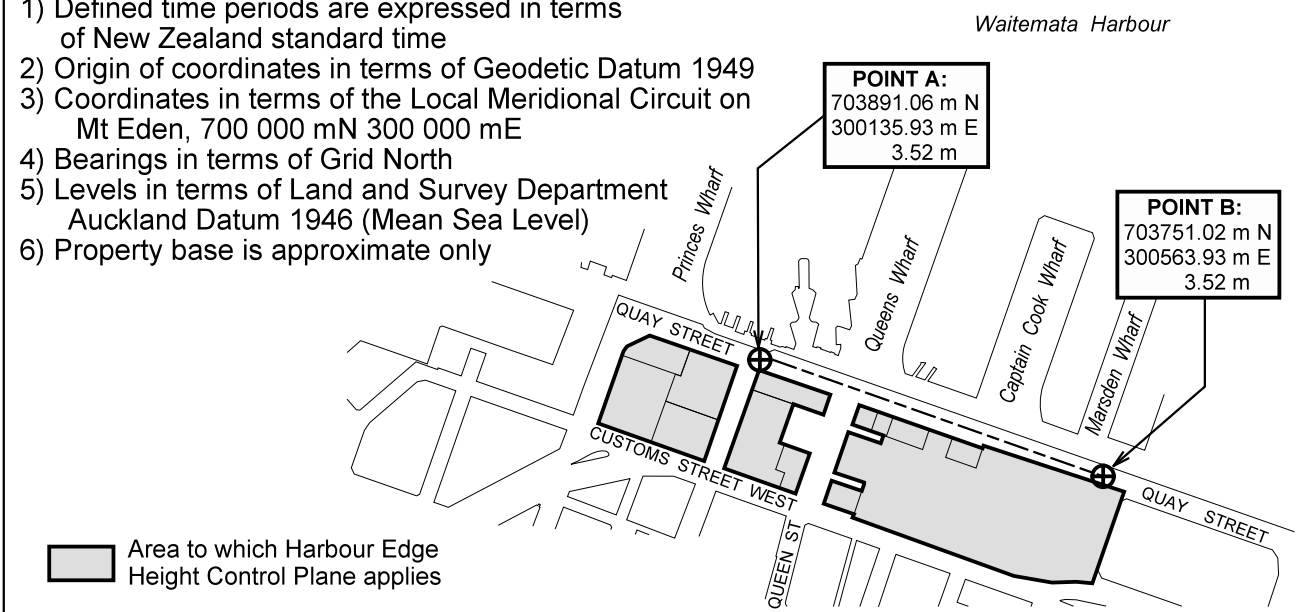 1) Defined time periods are expressed in terms
of New Zealand standard time
2) Origin of coordinates in terms of Geodetic Datum 1949
3) Coordinates in terms of the Local Meridional Circuit on
Mt Eden, 700 000 mN 300 000 mE
4) Bearings in terms of Grid North
5) Levels in terms of Land and Survey Department
Auckland Datum 1946 (Mean Sea Level)
6) Property base is approximate only
Waitemata Harbour
POINT A:
703891.06 m N
300135.93 m E
3.52 m
POINT B:
703751.02 m N
300563.93 m E
3.52 m
Princes Wharf
Queens Wharf
Captain Cook Wharf
Marsden Wharf
QUAY STREET
CUSTOMS STREET WEST
QUEEN ST
QUAY STREET
Area to which Harbour Edge
Height Control Plane applies